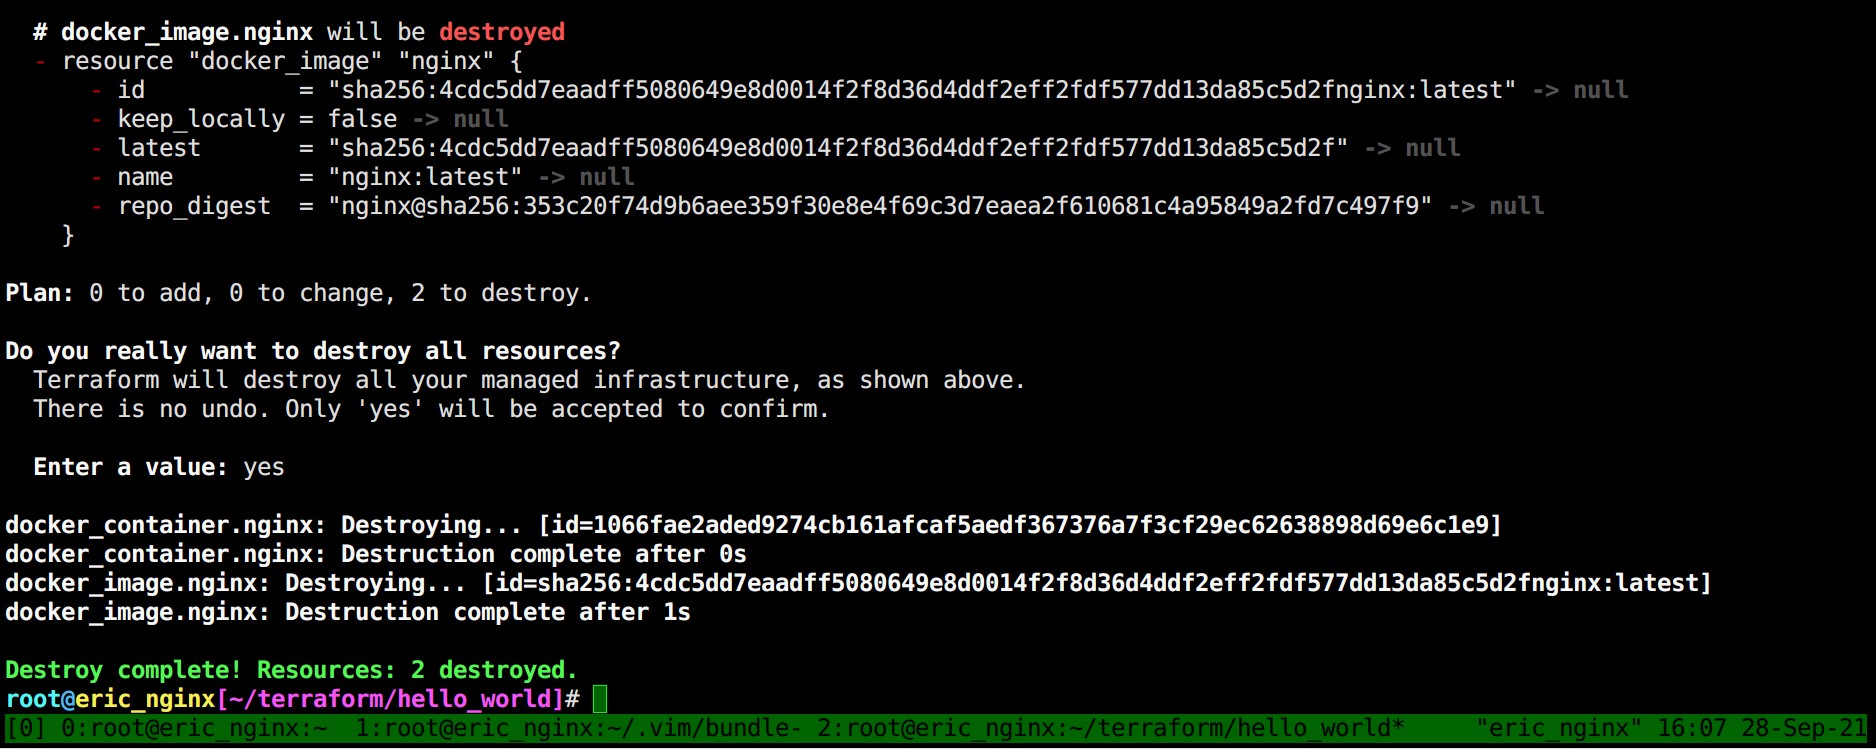 # docker_image.nginx will be destroyed
- resource "docker_image" "nginx" {
- id = "sha256:4cdc5dd7eaadff5080649e8d0014f2f8d36d4ddf2eff2fdf577dd13da85c5d2fnginx:latest" -> null
- keep_locally = false -> null
- latest = "sha256:4cdc5dd7eaadff5080649e8d0014f2f8d36d4ddf2eff2fdf577dd13da85c5d2f" -> null
- name = "nginx:latest" -> null
- repo_digest = "nginx@sha256:353c20f74d9b6aee359f30e8e4f69c3d7eaea2f610681c4a95849a2fd7c497f9" -> null
}
Plan: 0 to add, 0 to change, 2 to destroy.
Do you really want to destroy all resources?
Terraform will destroy all your managed infrastructure, as shown above.
There is no undo. Only 'yes' will be accepted to confirm.
Enter a value: yes
docker_container.nginx: Destroying... [id=1066fae2aded9274cb161afcaf5aedf367376a7f3cf29ec62638898d69e6c1e9]
docker_container.nginx: Destruction complete after 0s
docker_image.nginx: Destroying... [id=sha256:4cdc5dd7eaadff5080649e8d0014f2f8d36d4ddf2eff2fdf577dd13da85c5d2fnginx:latest]
docker_image.nginx: Destruction complete after 1s
Destroy complete! Resources: 2 destroyed.
root@eric_nginx[~/terraform/hello_world]#
[0] 0:root@eric_nginx:~ 1:root@eric_nginx:~/.vim/bundle- 2:root@eric_nginx:~/terraform/hello_world* "eric_nginx" 16:07 28-Sep-21